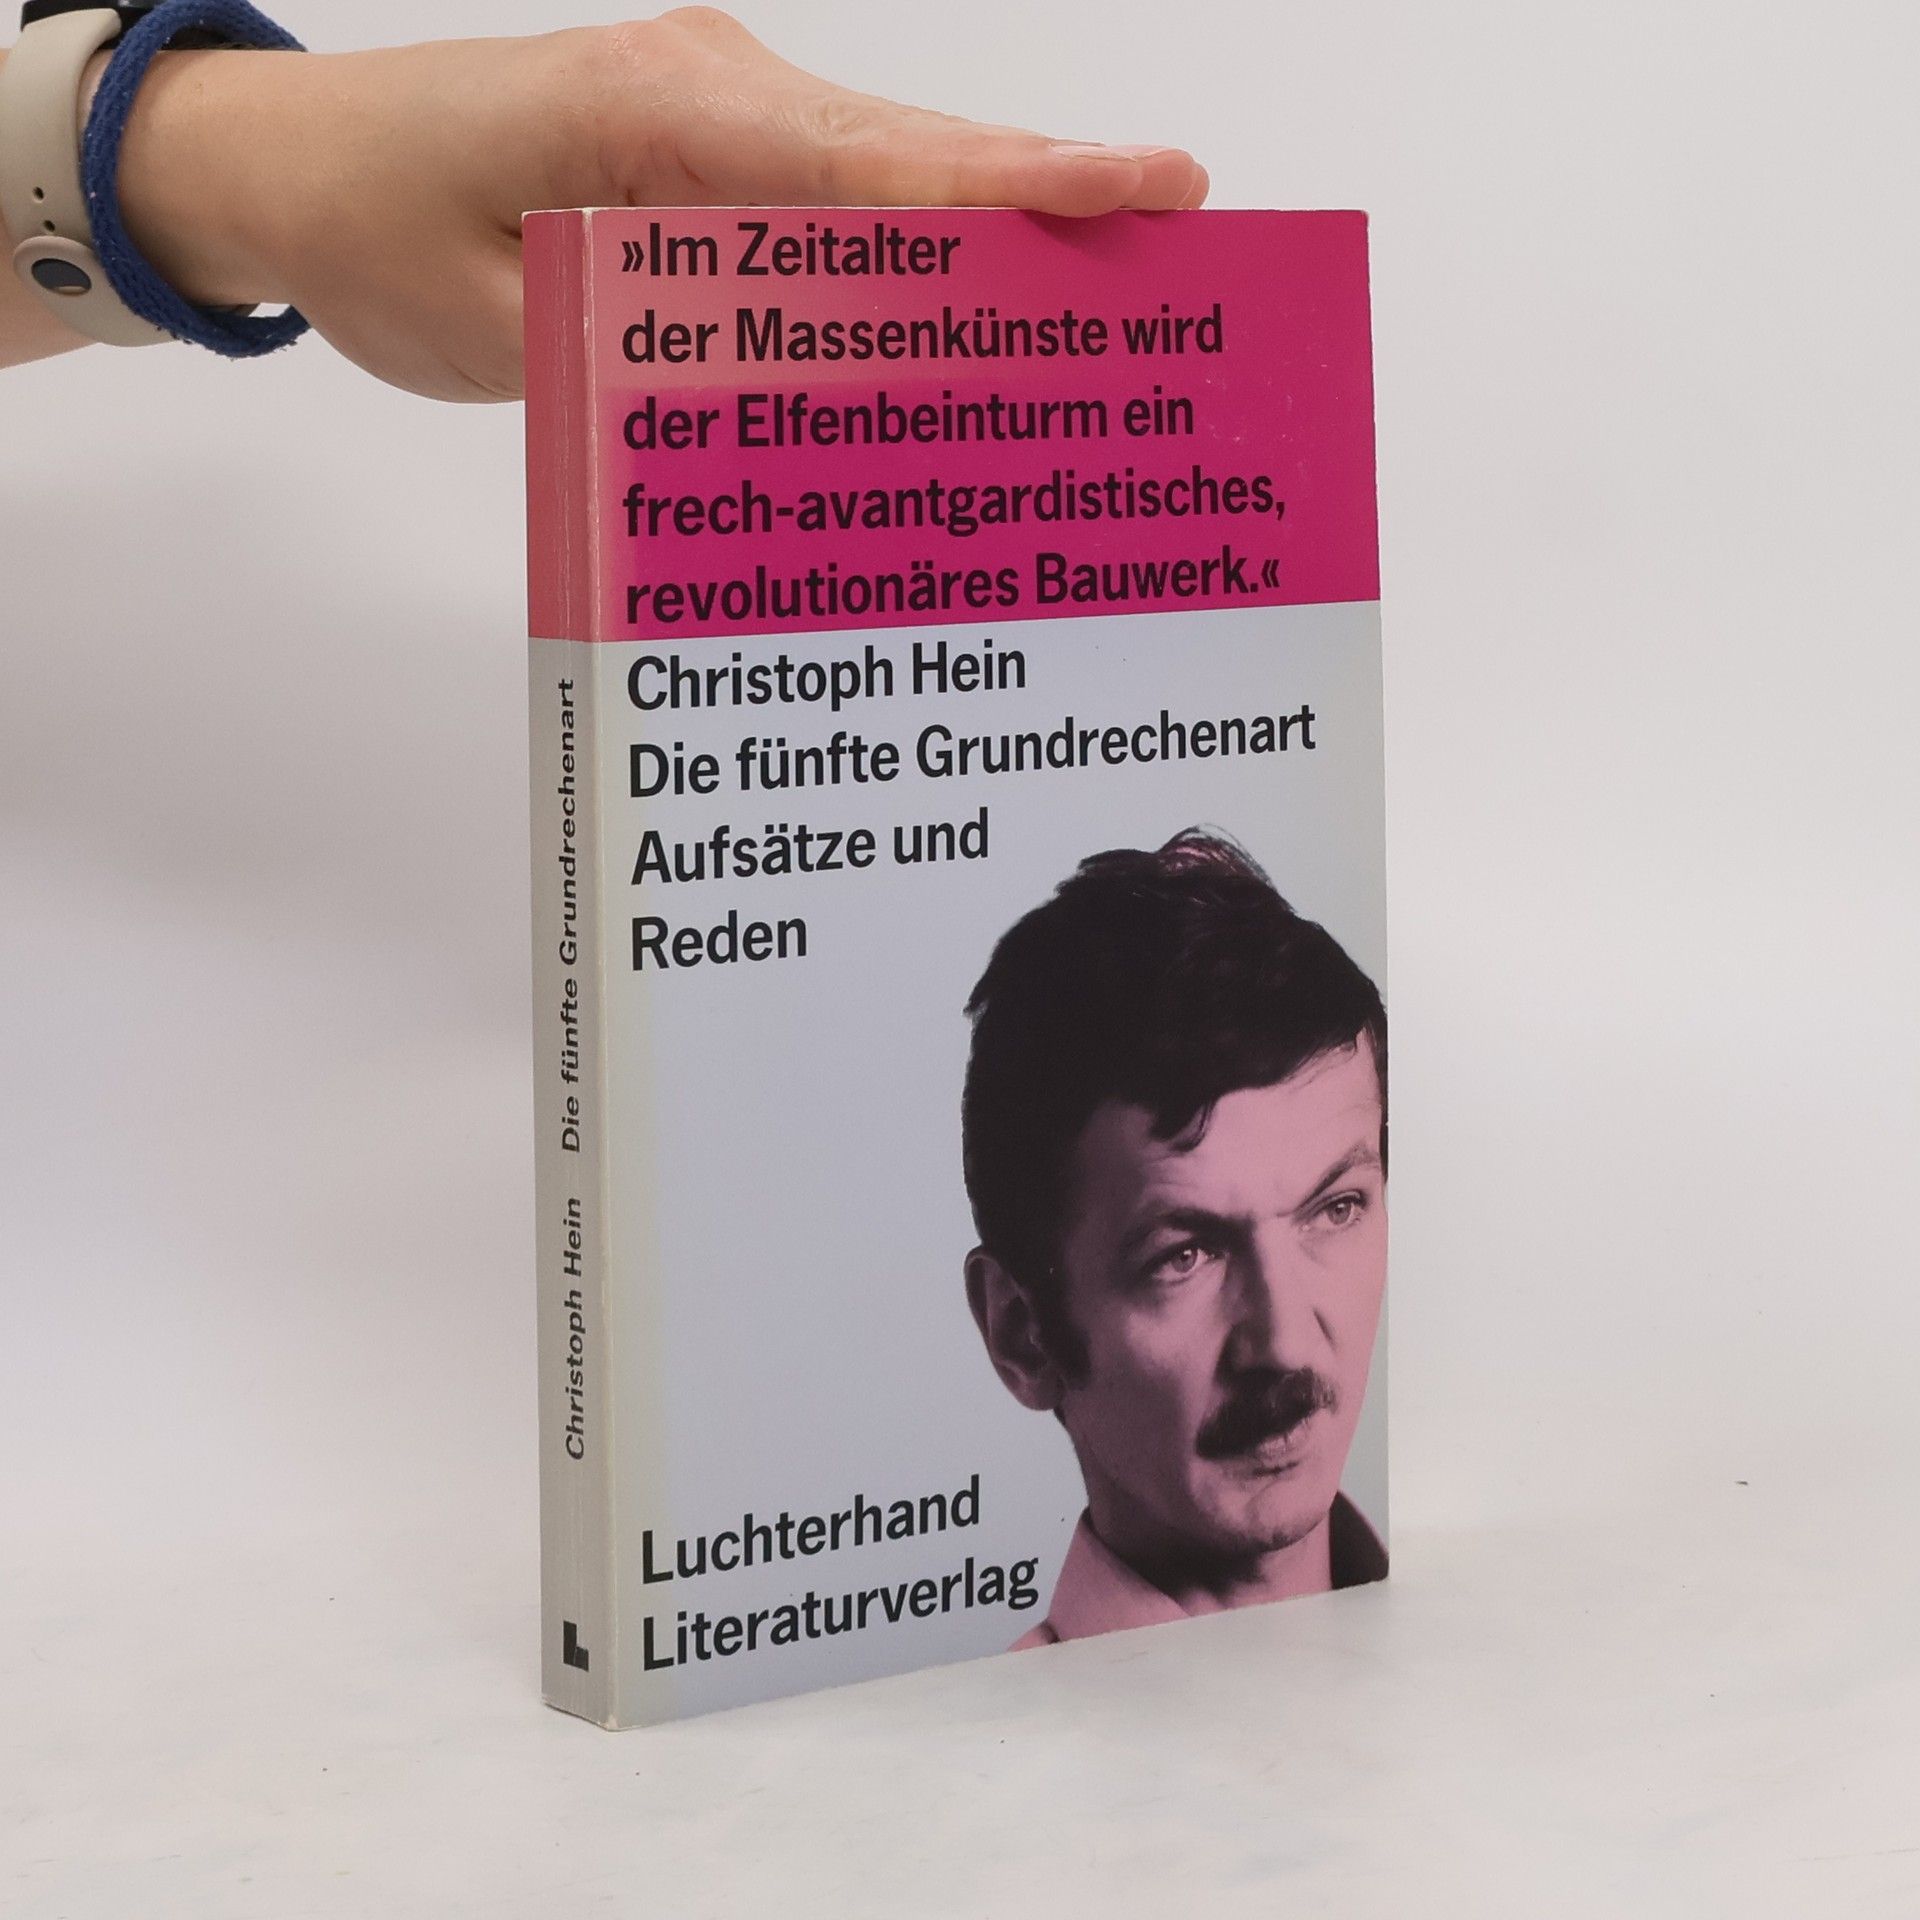 »Im Zeitalter
der Massenkünste wird
der Elfenbeinturm ein
frech-avantgardistisches,
revolutionäres Bauwerk.«
Christoph Hein
Die fünfte Grundrechenart
Aufsätze und
Reden
Luchterhand
Literaturverlag
Christoph Hein Die fünfte Grundrechenart